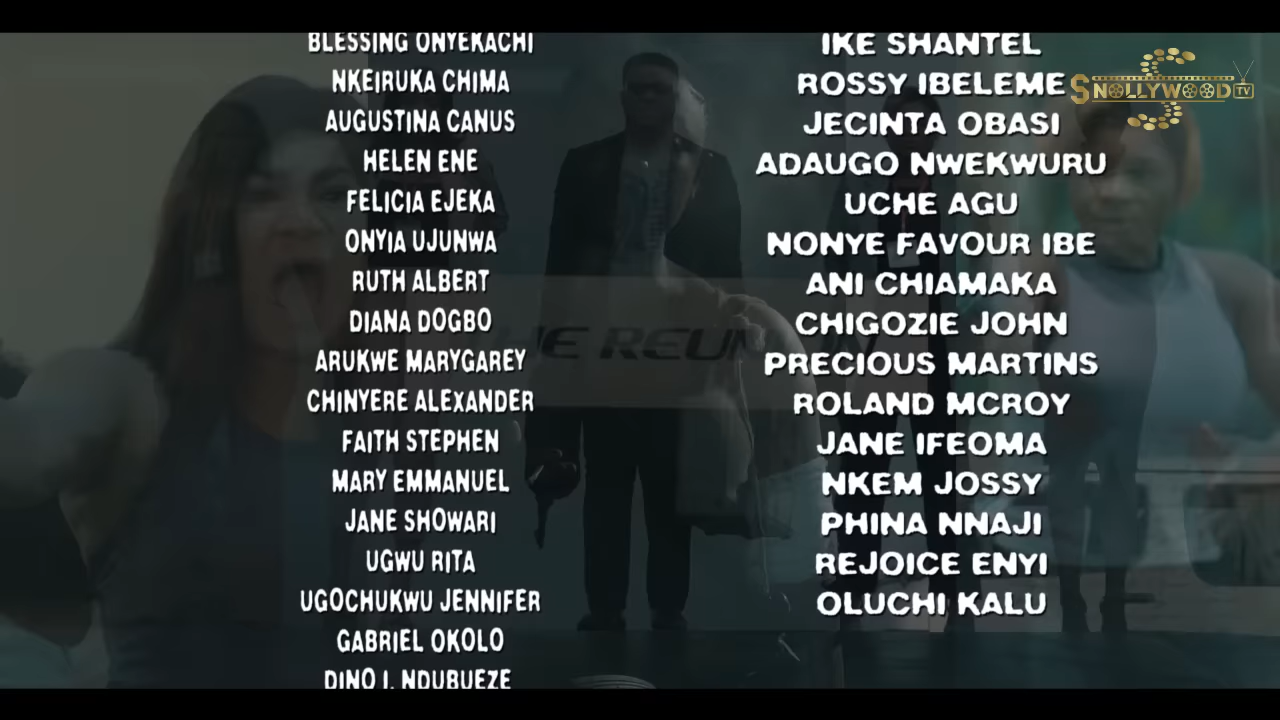 BLESSING ONYEKACHI
NKEIRUKA CHIMA
AUGUSTINA CANUS
HELEN ENE
FELICIA EJEKA
ONYIA UJUNWA
RUTH ALBERT
DIANA DOGBO
ARUKWE MARYGAREY
CHINYERE ALEXANDER
FAITH STEPHEN
MARY EMMANUEL
JANE SHOWARI
UGWU RITA
UGOCHUKWU JENNIFER
GABRIEL OKOLO
DINO I. NDUBUEZE
IKE SHANTEL
ROSSY IBELEME
JECINTA OBASI
ADAUGO NWEKWURU
UCHE AGU
NONYE FAVOUR IBE
ANI CHIAMAKA
CHIGOZIE JOHN
PRECIOUS MARTINS
ROLAND MCROY
JANE IFEOMA
NKEM JOSSY
PHINA NNAJI
REJOICE ENYI
OLUCHI KALU
SNOLLYWOOD TV